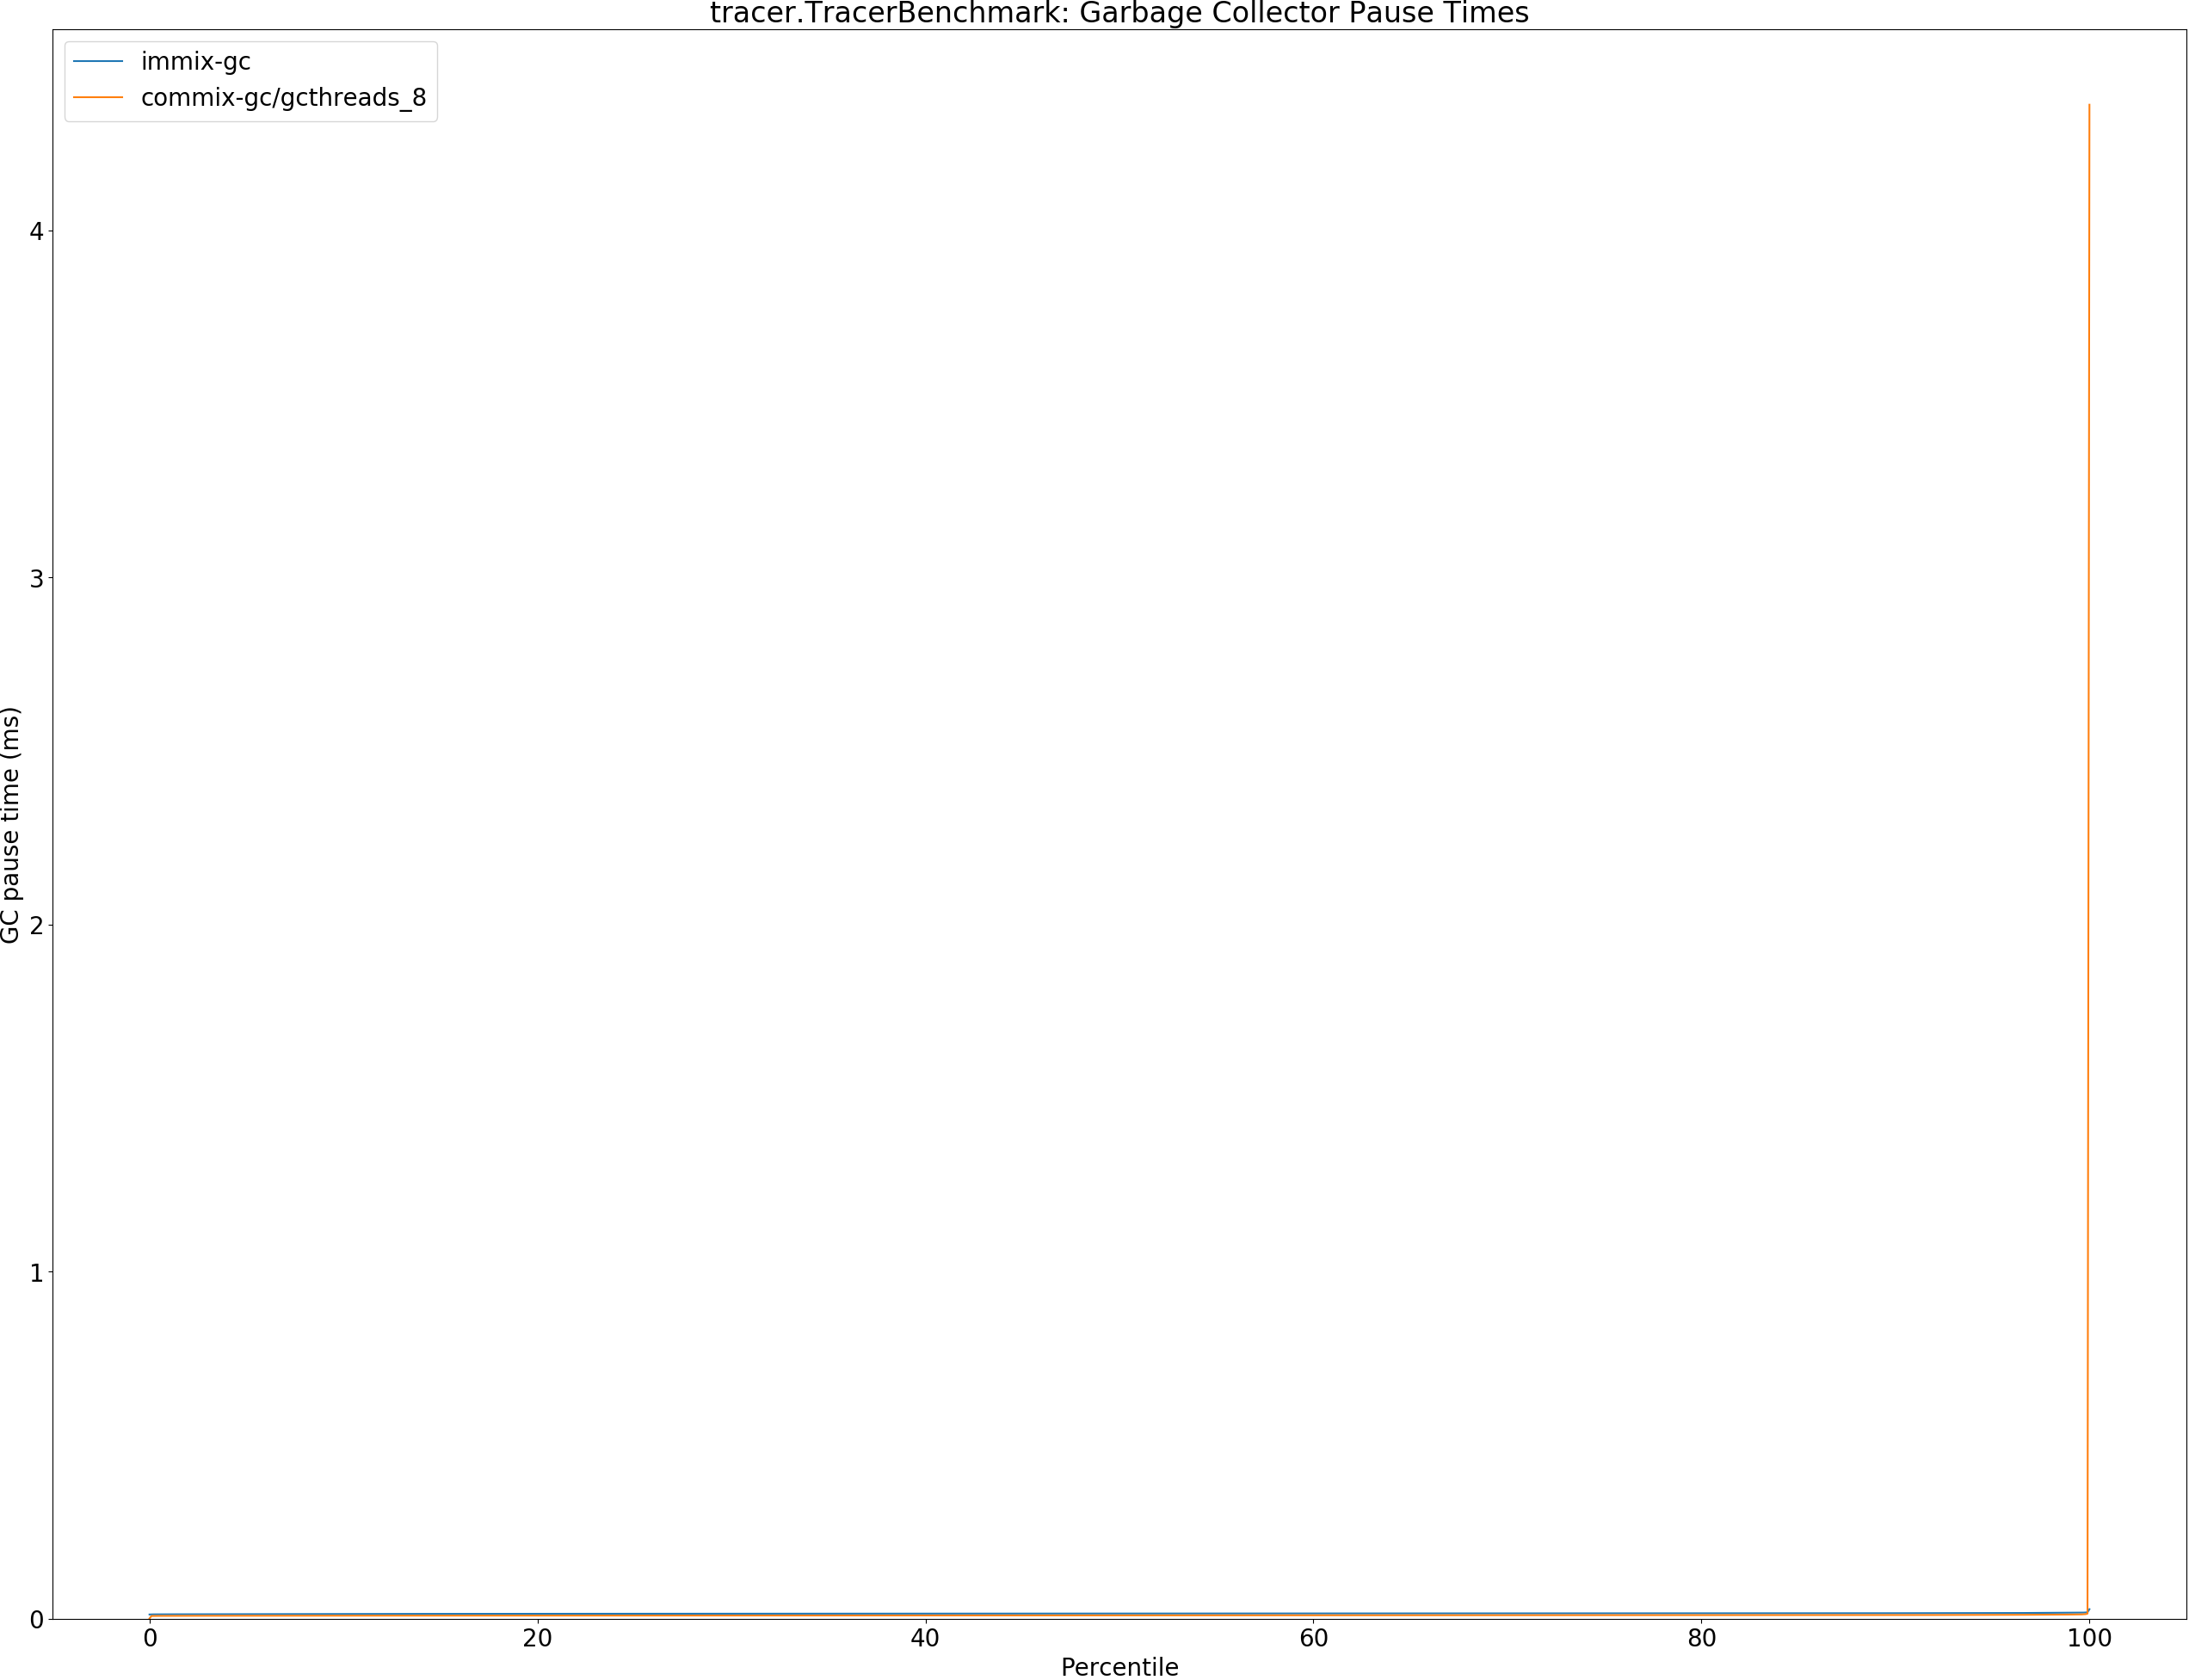 tracer.TracerBenchmark: Garbage Collector Pause Times
immix-gc
commix-gc/gcthreads_8
4
3
2
1
0
GC pause time (ms)
0 20 40 60 80 100
Percentile